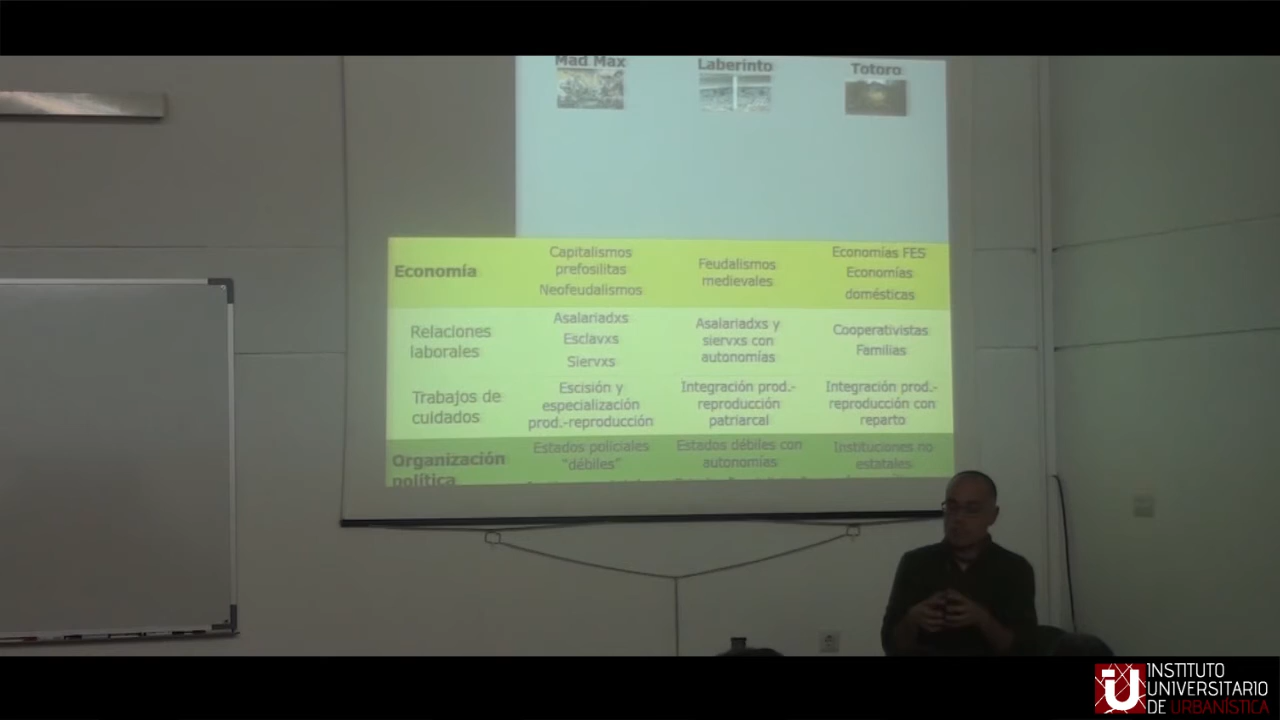 Mad Max
Laberinto
Totoro
Economía
Capitalismos
prefosilitas
Neofeudalismos
Feudalismos
medievales
Economías FES
Economías
domésticas
Relaciones
laborales
Asalariadxs
Esclavxs
Siervxs
Asalariadxs y
siervxs con
autonomías
Cooperativistas
Familias
Trabajos de
cuidados
Escisión y
especialización
prod.-reproducción
Integración prod.-
reproducción
patriarcal
Integración prod.-
reproducción con
reparto
Organización
política
Estados policiales
"débiles"
Estados débiles con
autonomías
Instituciones no
estatales
INSTITUTO
UNIVERSITARIO
DE URBANÍSTICA